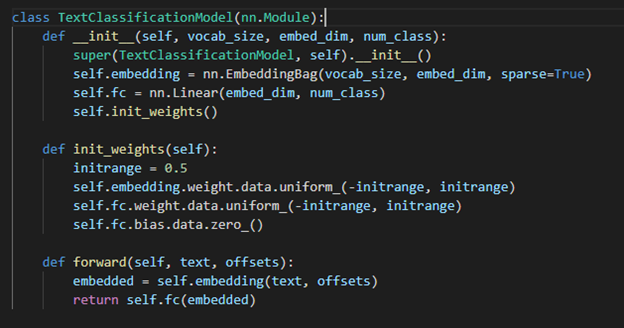 class TextClassificationModel(nn.Module):
    def __init__(self, vocab_size, embed_dim, num_class):
        super(TextClassificationModel, self).__init__()
        self.embedding = nn.EmbeddingBag(vocab_size, embed_dim, sparse=True)
        self.fc = nn.Linear(embed_dim, num_class)
        self.init_weights()

    def init_weights(self):
        initrange = 0.5
        self.embedding.weight.data.uniform_(-initrange, initrange)
        self.fc.weight.data.uniform_(-initrange, initrange)
        self.fc.bias.data.zero_()

    def forward(self, text, offsets):
        embedded = self.embedding(text, offsets)
        return self.fc(embedded)